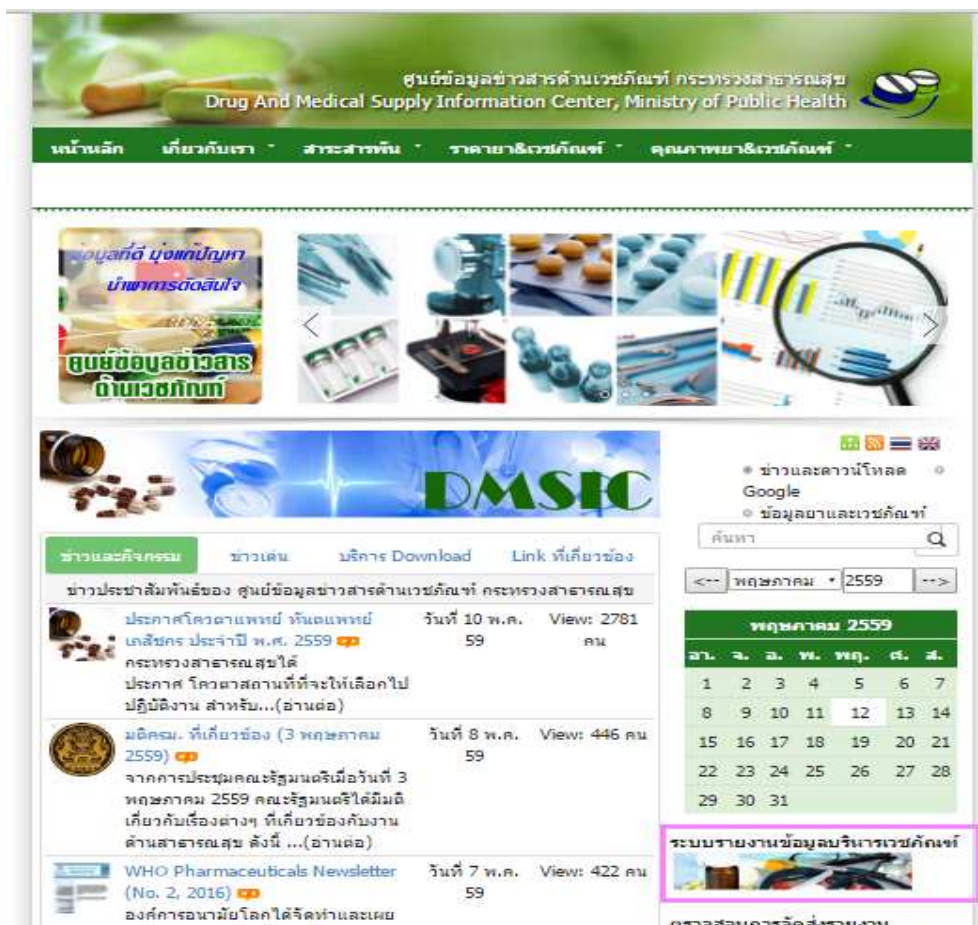 ศูนย์ข้อมูลข่าวสารด้านเวชภัณฑ์ กระทรวงสาธารณสุข
Drug And Medical Supply Information Center, Ministry of Public Health
หน้าหลัก เกี่ยวกับเรา สาระสารพัน ราคายา&เวชภัณฑ์ คุณภาพยา&เวชภัณฑ์
ข้อมูลที่ดี มุ่งแก้ปัญหา
นำพาการตัดสินใจ
ศูนย์ข้อมูลข่าวสาร
ด้านเวชภัณฑ์
DMSIC
ข่าวและดาวน์โหลด
Google
ข้อมูลยาและเวชภัณฑ์
ค้นหา
<-- พฤษภาคม 2559 -->
ข่าวและกิจกรรม ข่าวเด่น บริการ Download Link ที่เกี่ยวข้อง
ข่าวประชาสัมพันธ์ของ ศูนย์ข้อมูลข่าวสารด้านเวชภัณฑ์ กระทรวงสาธารณสุข
ประกาศโควตาแพทย์ ทันตแพทย์ วันที่ 10 พ.ค. View: 2781
เภสัชกร ประจำปี พ.ศ. 2559 59 คน
กระทรวงสาธารณสุขได้
ประกาศ โควตาสถานที่ที่จะให้เลือกไป
ปฏิบัติงาน สำหรับ...(อ่านต่อ)
มติครม. ที่เกี่ยวข้อง (3 พฤษภาคม วันที่ 8 พ.ค. View: 446 คน
2559) 59
จากการประชุมคณะรัฐมนตรีเมื่อวันที่ 3
พฤษภาคม 2559 คณะรัฐมนตรีได้มีมติ
เกี่ยวกับเรื่องต่างๆ ที่เกี่ยวข้องกับงาน
ด้านสาธารณสุข ดังนี้ ...(อ่านต่อ)
WHO Pharmaceuticals Newsletter วันที่ 7 พ.ค. View: 422 คน
(No. 2, 2016) 59
องค์การอนามัยโลกได้จัดทำและเผย
พฤษภาคม 2559
อา. จ. อ. พ. พฤ. ศ. ส.
1 2 3 4 5 6 7
8 9 10 11 12 13 14
15 16 17 18 19 20 21
22 23 24 25 26 27 28
29 30 31
ระบบรายงานข้อมูลบริหารเวชภัณฑ์
ตรวจสอบการจัดส่งรายงาน